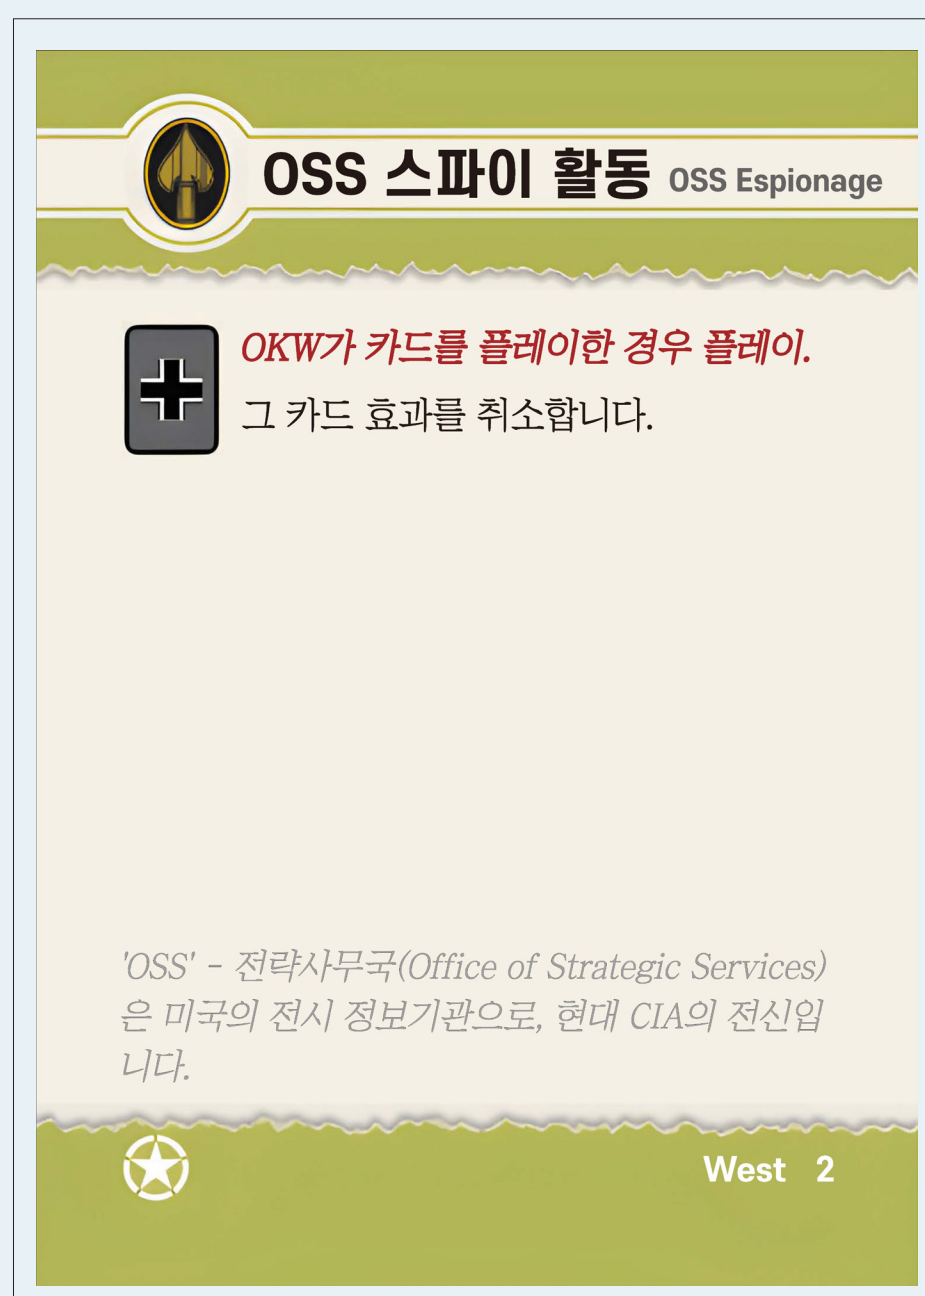 OSS 스파이 활동 OSS Espionage
OKW가 카드를 플레이한 경우 플레이.
그 카드 효과를 취소합니다.
'OSS' - 전략사무국(Office of Strategic Services)
은 미국의 전시 정보기관으로, 현대 CIA의 전신입
니다.
West 2